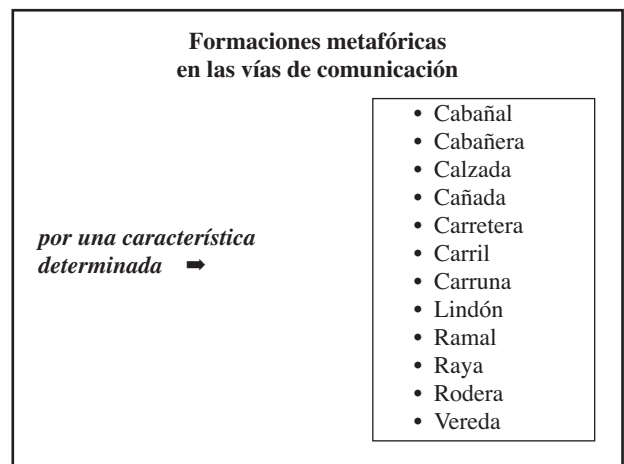 Formaciones metafóricas
en las vías de comunicación
por una característica
determinada ➡
• Cabañal
• Cabañera
• Calzada
• Cañada
• Carretera
• Carril
• Carruna
• Lindón
• Ramal
• Raya
• Rodera
• Vereda